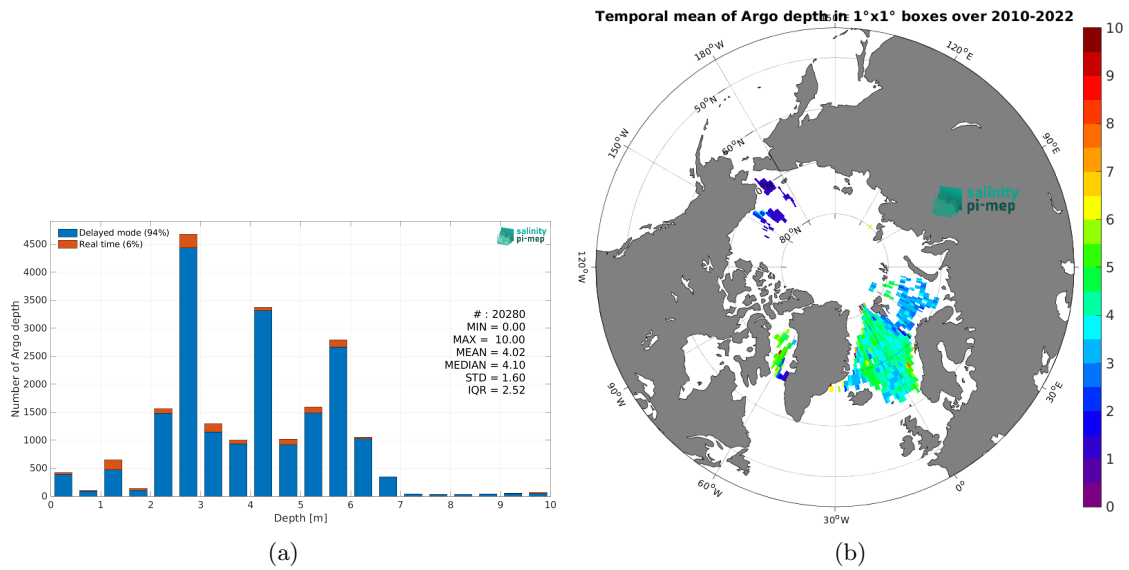 Temporal mean of Argo depth in 1°x1° boxes over 2010-2022
Delayed mode (94%)
Real time (6%)
salinity
pi-mep
# : 20280
MIN = 0.00
MAX = 10.00
MEAN = 4.02
MEDIAN = 4.10
STD = 1.60
IQR = 2.52
Number of Argo depth
4500
4000
3500
3000
2500
2000
1500
1000
500
0
0 1 2 3 4 5 6 7 8 9 10
Depth [m]
(a)
180°W
120°E
150°W
50°N
60°N
90°E
80°N
salinity
pi-mep
120°W
90°W
60°W
30°W
0°
30°E
60°E
10
9
8
7
6
5
4
3
2
1
0
(b)